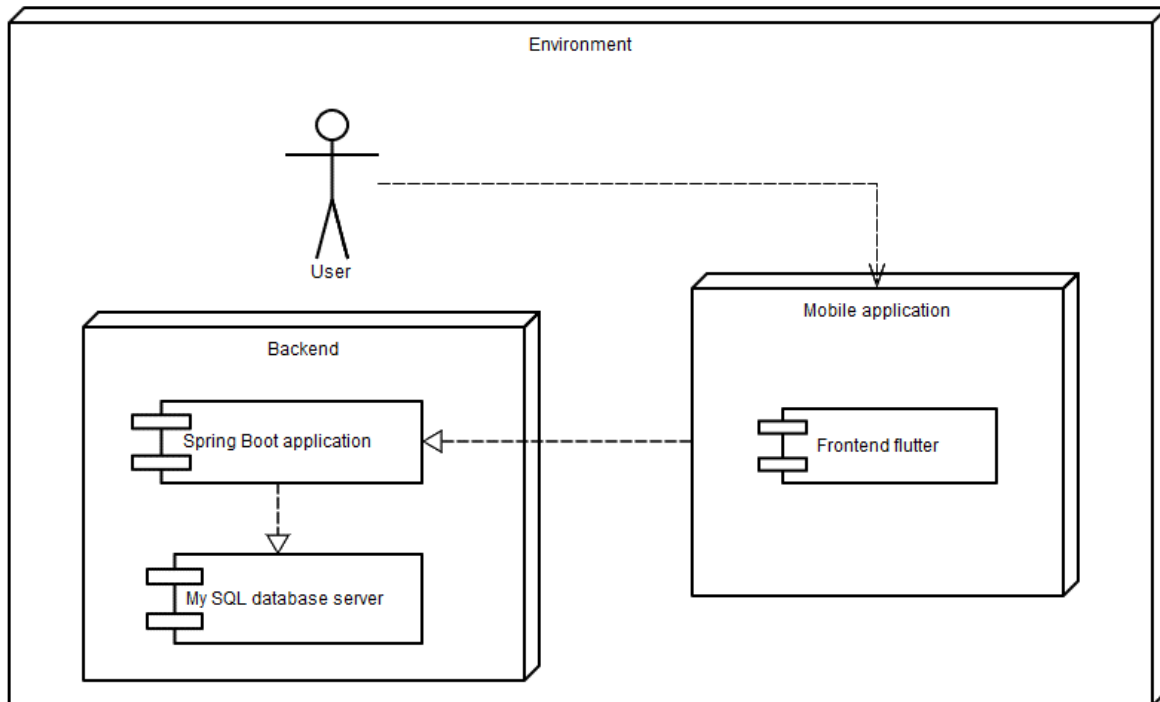 Environment
User
Mobile application
Backend
Spring Boot application
Frontend flutter
My SQL database server